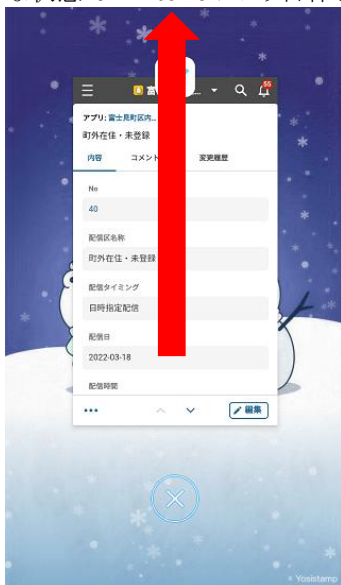 富
55
アプリ: 富士見町区内...
町外在住・未登録
内容 コメント 変更履歴
No
40
配信区名称
町外在住・未登録
配信タイミング
日時指定配信
配信日
2022-03-18
配信時間
編集
Yosistamp